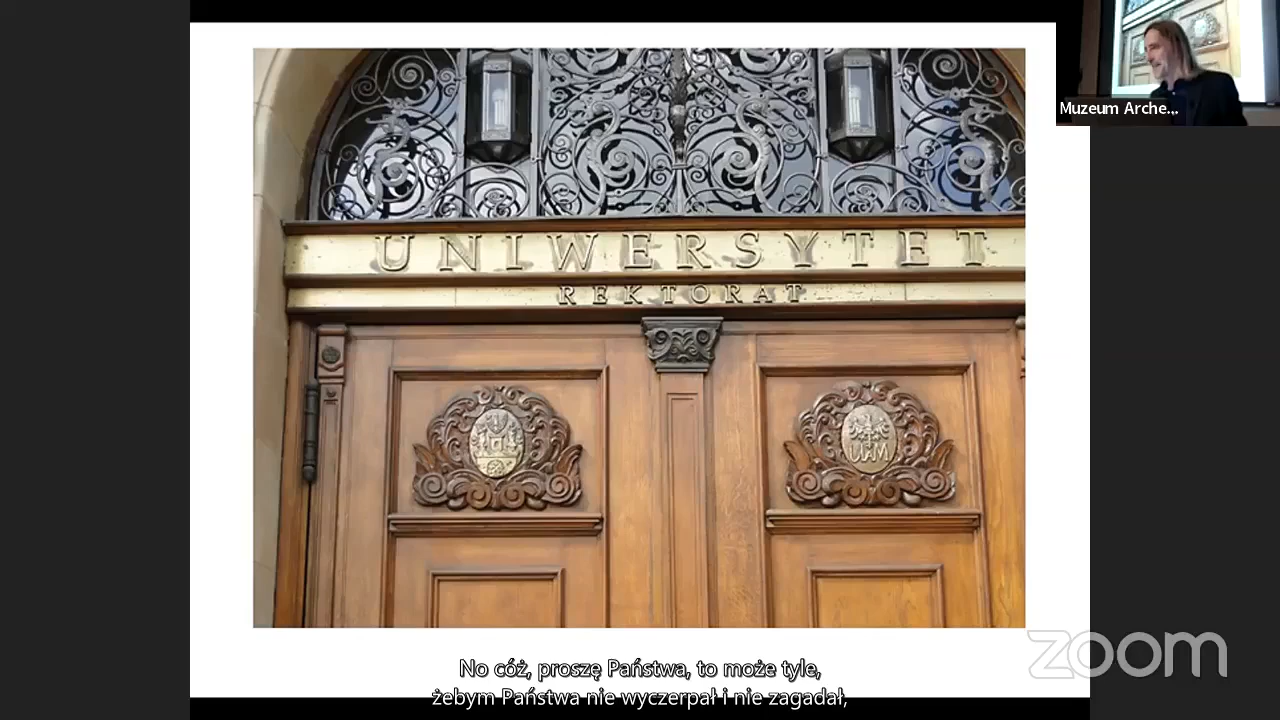 Muzeum Arche...
UNIWERSYTET
REKTORAT
UAM
zoom
No cóż, proszę Państwa, to może tyle,
żebym Państwa nie wyczerpał i nie zagadał,